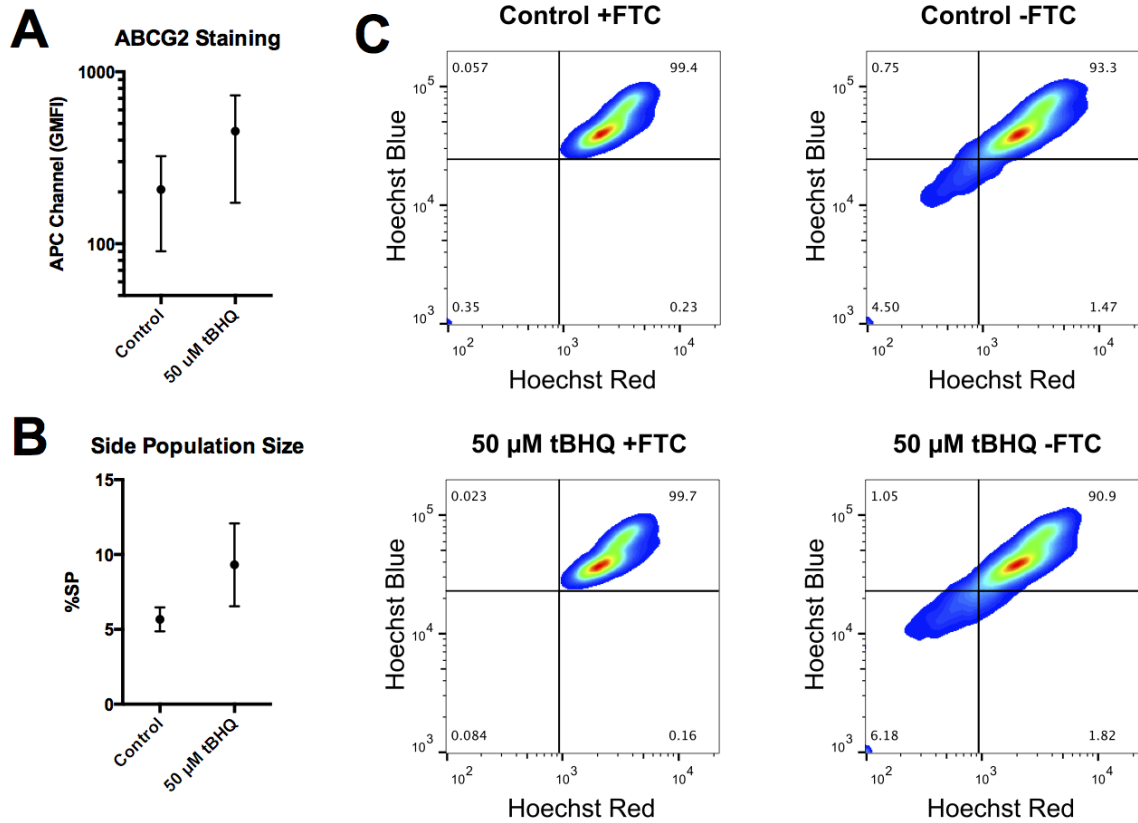 A
ABCG2 Staining
APC Channel (GMFI)
1000
100
Control
50 uM tBHQ
B
Side Population Size
%SP
15
10
5
0
Control
50 µM tBHQ
C
Control +FTC
Hoechst Blue
10^5
10^4
10^3
0.057
99.4
0.35
0.23
10^2
10^3
10^4
Hoechst Red
Control -FTC
Hoechst Blue
10^5
10^4
10^3
0.75
93.3
4.50
1.47
10^2
10^3
10^4
Hoechst Red
50 µM tBHQ +FTC
Hoechst Blue
10^5
10^4
10^3
0.023
99.7
0.084
0.16
10^2
10^3
10^4
Hoechst Red
50 µM tBHQ -FTC
Hoechst Blue
10^5
10^4
10^3
1.05
90.9
6.18
1.82
10^2
10^3
10^4
Hoechst Red